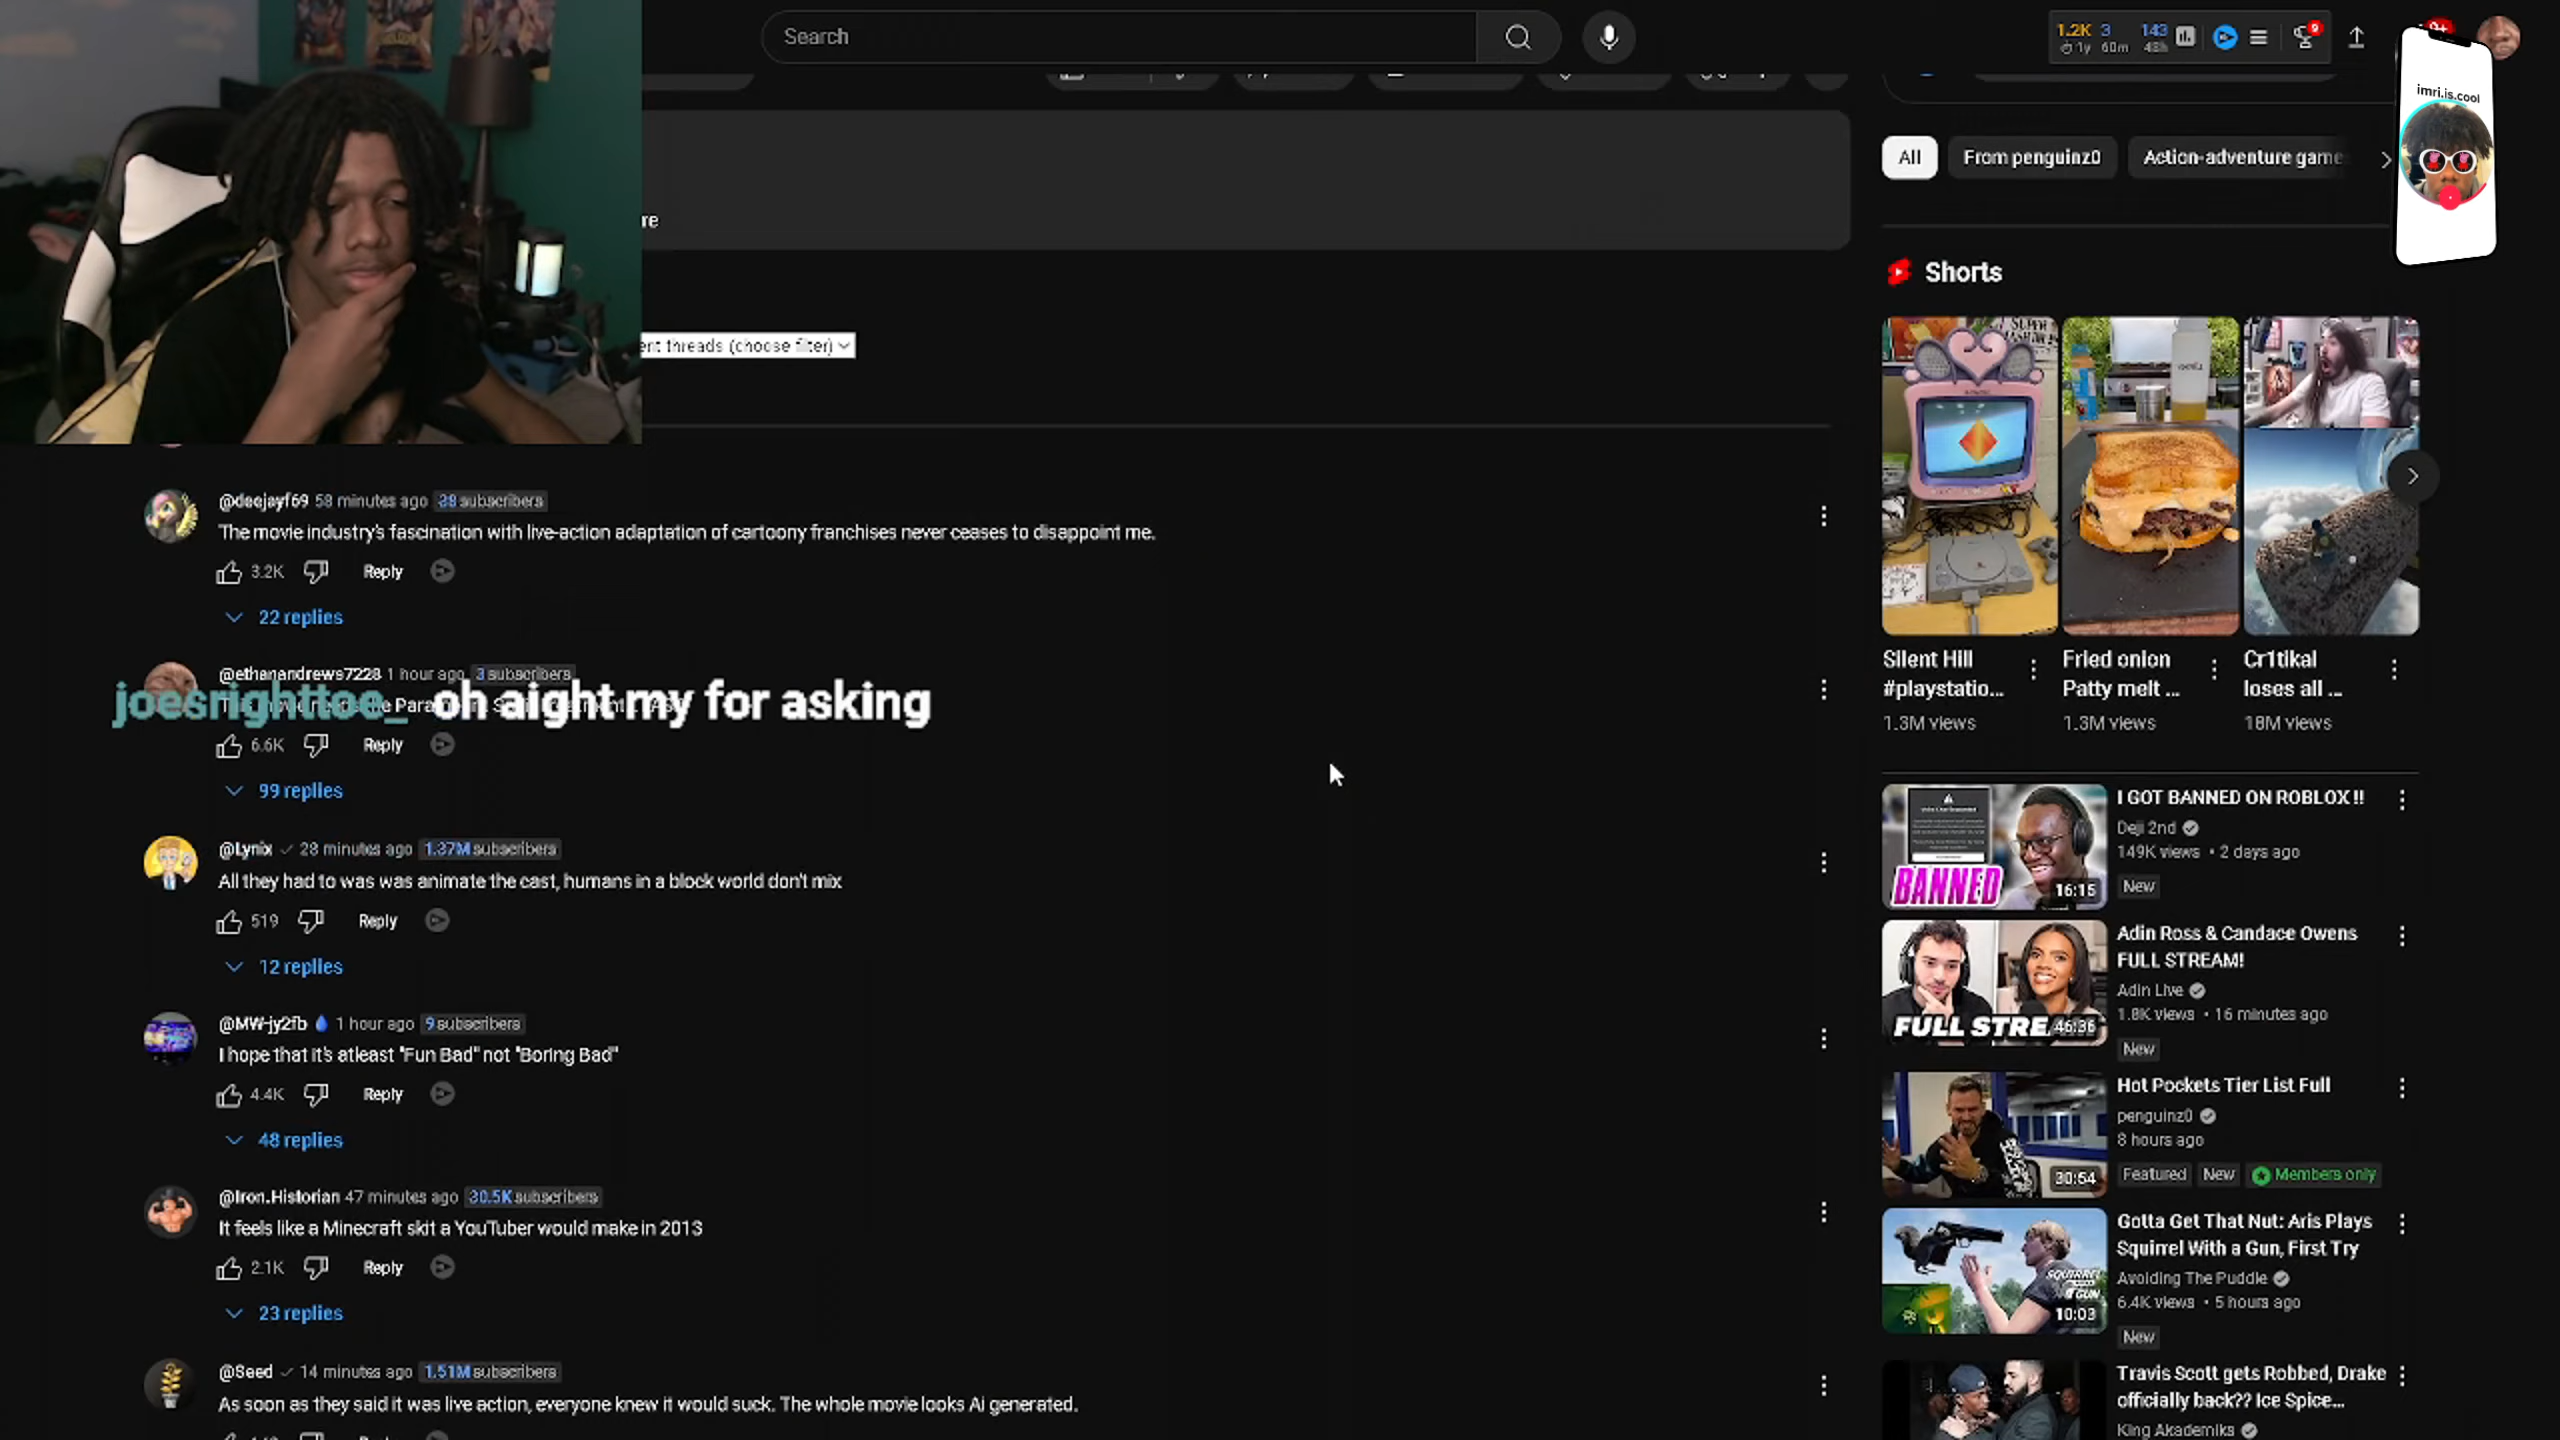 Search
1.2K 3 143
1y 60m 48h
9
9+
imri.is.cool
re
ent threads (choose filter)
All
From penguinz0
Action-adventure game
Shorts
Silent Hill
#playstatio...
1.3M views
Fried onion
Patty melt ...
1.3M views
Cr1tikal
loses all ...
18M views
@deejayf69 58 minutes ago 38 subscribers
The movie industry's fascination with live-action adaptation of cartoony franchises never ceases to disappoint me.
3.2K Reply
22 replies
@ethanandrews7228 1 hour ago 3 subscribers
joesrighttoe_ oh aight my for asking
6.6K Reply
99 replies
@Lynix 28 minutes ago 1.37M subscribers
All they had to was was animate the cast, humans in a block world don't mix
519 Reply
12 replies
@MW-jy2fb 1 hour ago 9 subscribers
I hope that it's atleast "Fun Bad" not "Boring Bad"
4.4K Reply
48 replies
@Iron.Historian 47 minutes ago 30.5K subscribers
It feels like a Minecraft skit a YouTuber would make in 2013
2.1K Reply
23 replies
@Seed 14 minutes ago 1.51M subscribers
As soon as they said it was live action, everyone knew it would suck. The whole movie looks Ai generated.
BANNED
16:15
I GOT BANNED ON ROBLOX !!
Deji 2nd
149K views • 2 days ago
New
FULL STRE
46:36
Adin Ross & Candace Owens
FULL STREAM!
Adin Live
1.8K views • 16 minutes ago
New
30:54
Hot Pockets Tier List Full
penguinz0
8 hours ago
Featured New Members only
SQUIRREL
GUN
10:03
Gotta Get That Nut: Aris Plays
Squirrel With a Gun, First Try
Avoiding The Puddle
6.4K views • 5 hours ago
New
Travis Scott gets Robbed, Drake
officially back?? Ice Spice...
King Akademiks